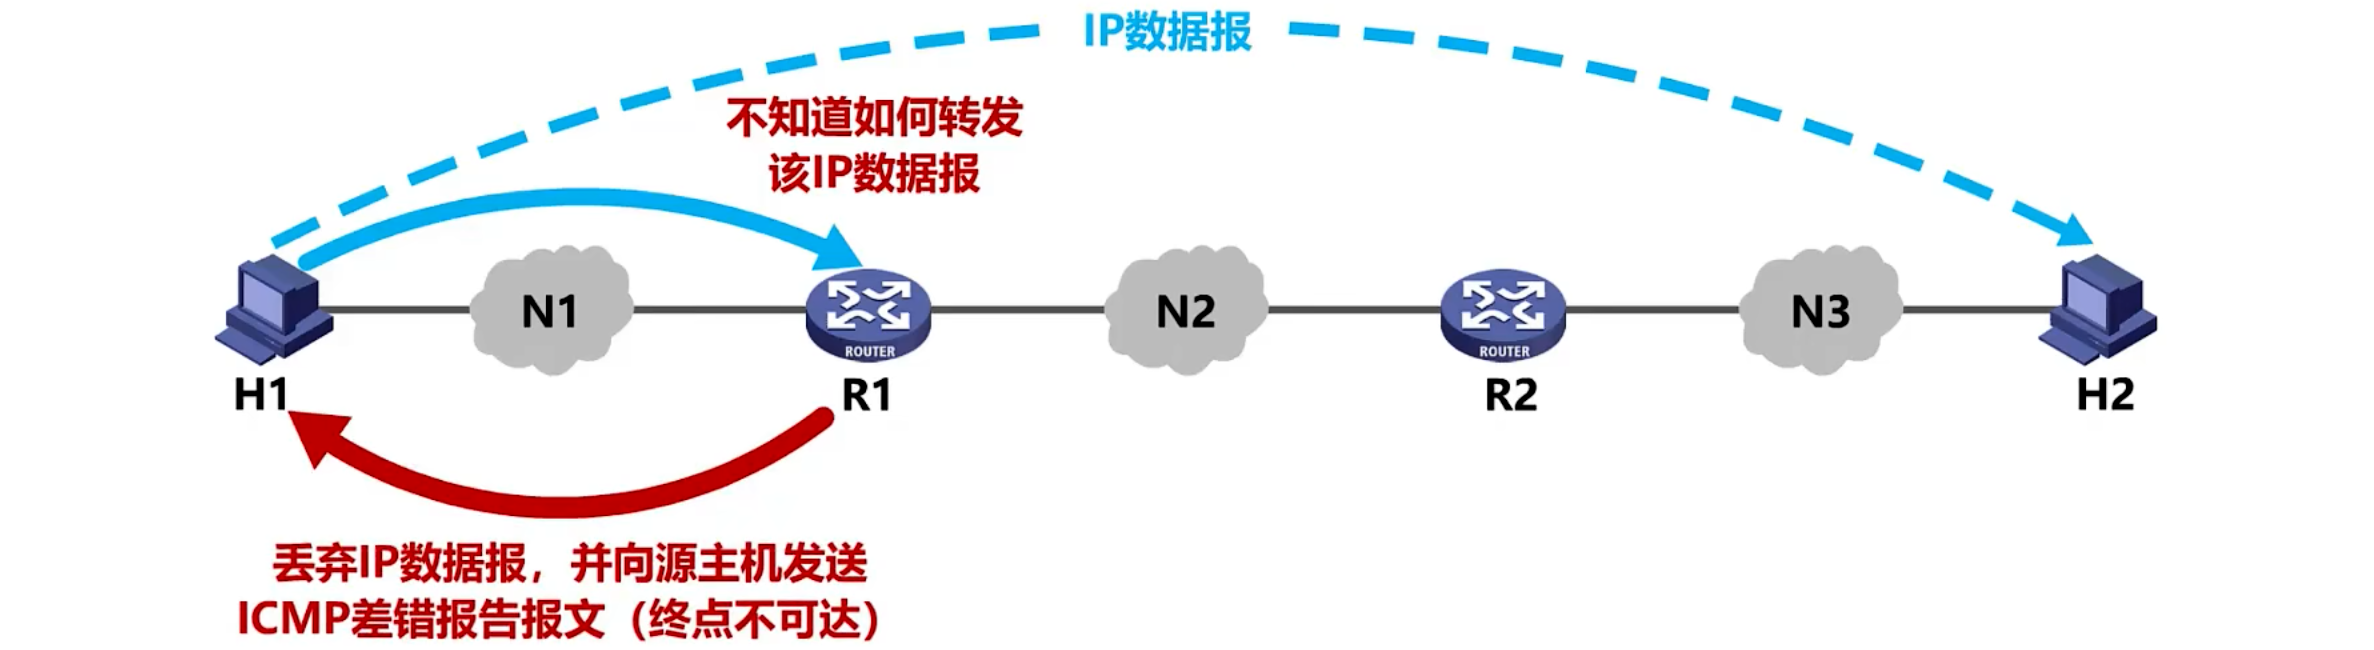 IP数据报
不知道如何转发
该IP数据报
N1
ROUTER
N2
ROUTER
N3
H1
R1
R2
H2
丢弃IP数据报，并向源主机发送
ICMP差错报告报文（终点不可达）